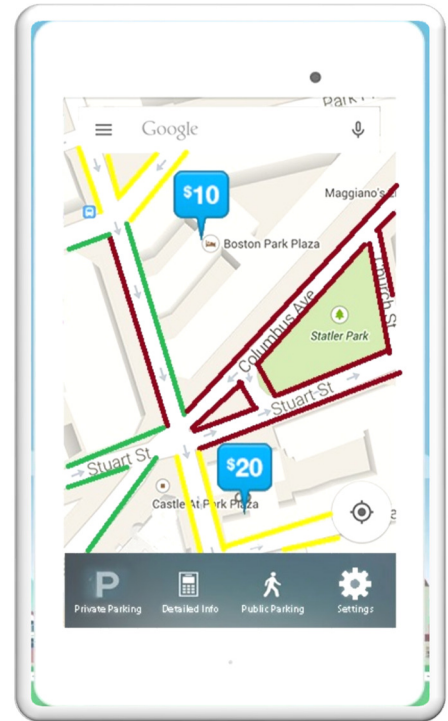 Google
$10
Maggiano's
Boston Park Plaza
Church St
Columbus Ave
Statler Park
Stuart St
Stuart St
$20
Castle At Park Plaza
P
Private Parking
Detailed Info
Public Parking
Settings